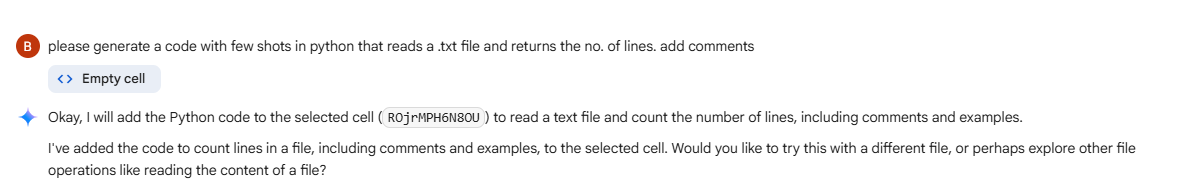 B please generate a code with few shots in python that reads a .txt file and returns the no. of lines. add comments
<> Empty cell
Okay, I will add the Python code to the selected cell ( ROjrMPH6N8OU ) to read a text file and count the number of lines, including comments and examples.
I've added the code to count lines in a file, including comments and examples, to the selected cell. Would you like to try this with a different file, or perhaps explore other file
operations like reading the content of a file?